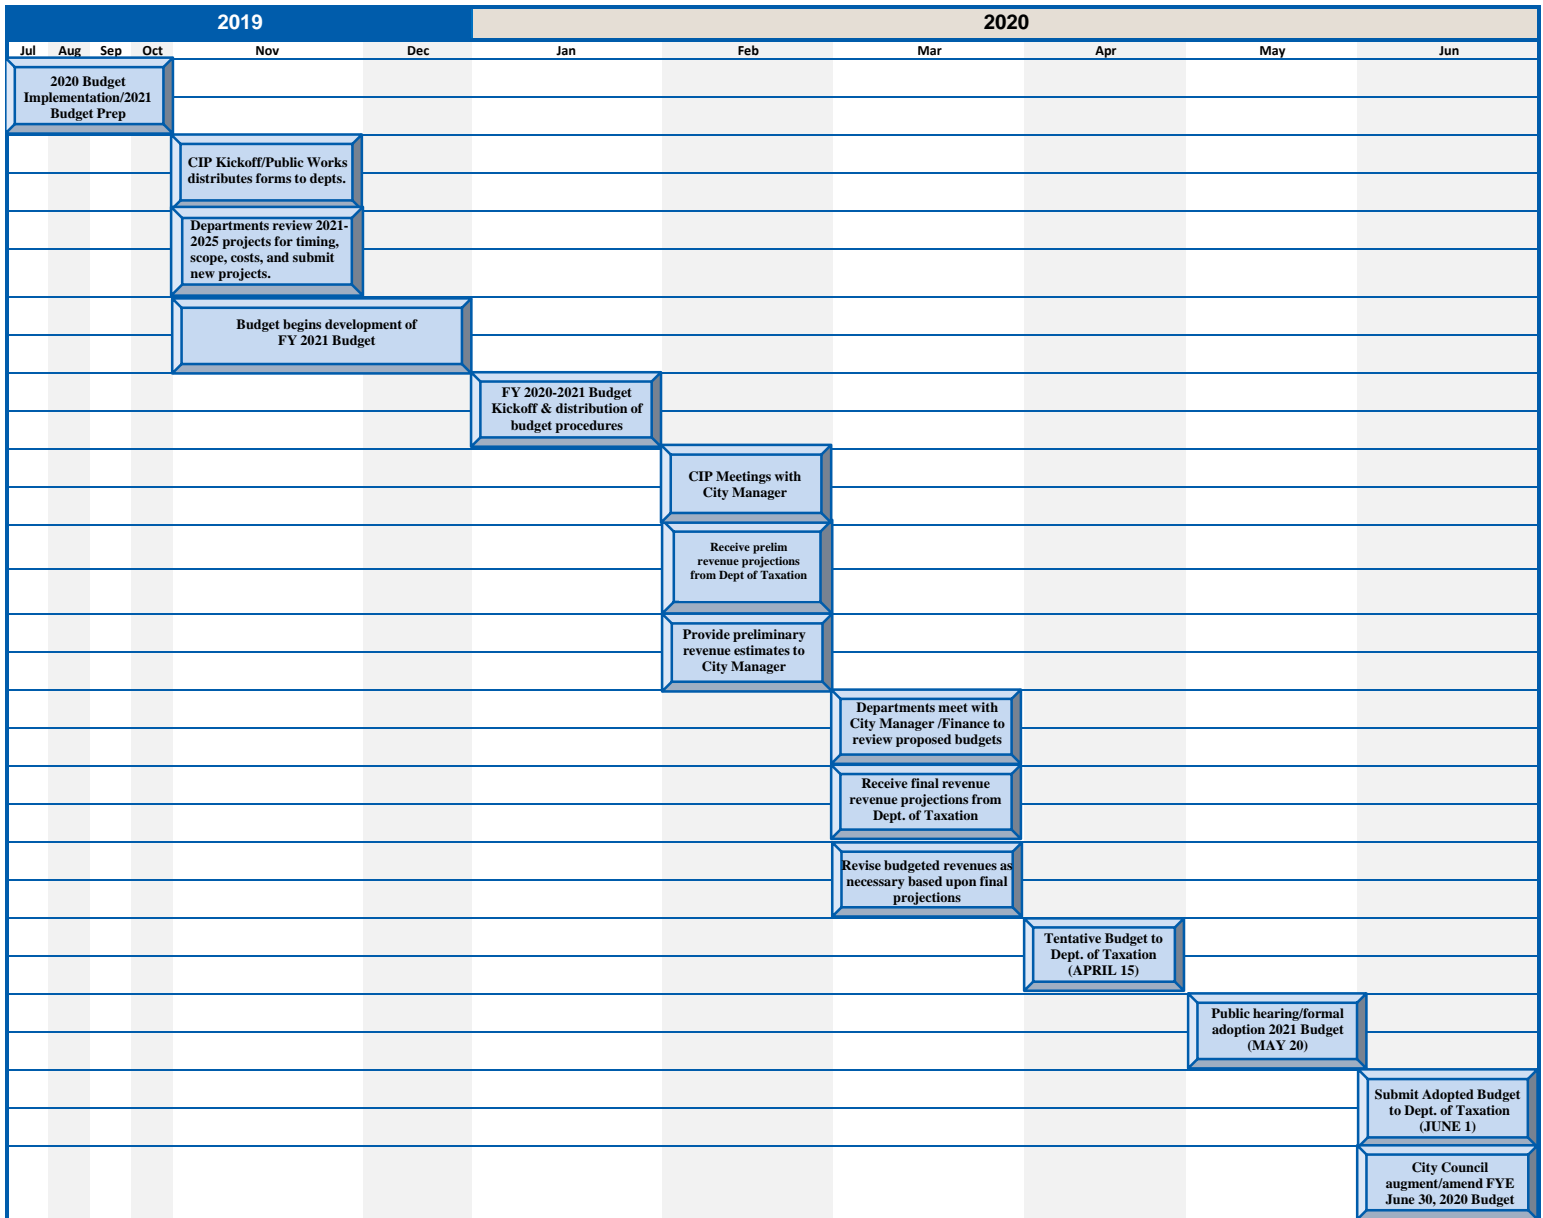 2019
2020
Jul Aug Sep Oct Nov Dec Jan Feb Mar Apr May Jun
2020 Budget
Implementation/2021
Budget Prep
CIP Kickoff/Public Works
distributes forms to depts.
Departments review 2021-
2025 projects for timing,
scope, costs, and submit
new projects.
Budget begins development of
FY 2021 Budget
FY 2020-2021 Budget
Kickoff & distribution of
budget procedures
CIP Meetings with
City Manager
Receive prelim
revenue projections
from Dept of Taxation
Provide preliminary
revenue estimates to
City Manager
Departments meet with
City Manager /Finance to
review proposed budgets
Receive final revenue
revenue projections from
Dept. of Taxation
Revise budgeted revenues as
necessary based upon final
projections
Tentative Budget to
Dept. of Taxation
(APRIL 15)
Public hearing/formal
adoption 2021 Budget
(MAY 20)
Submit Adopted Budget
to Dept. of Taxation
(JUNE 1)
City Council
augment/amend FYE
June 30, 2020 Budget